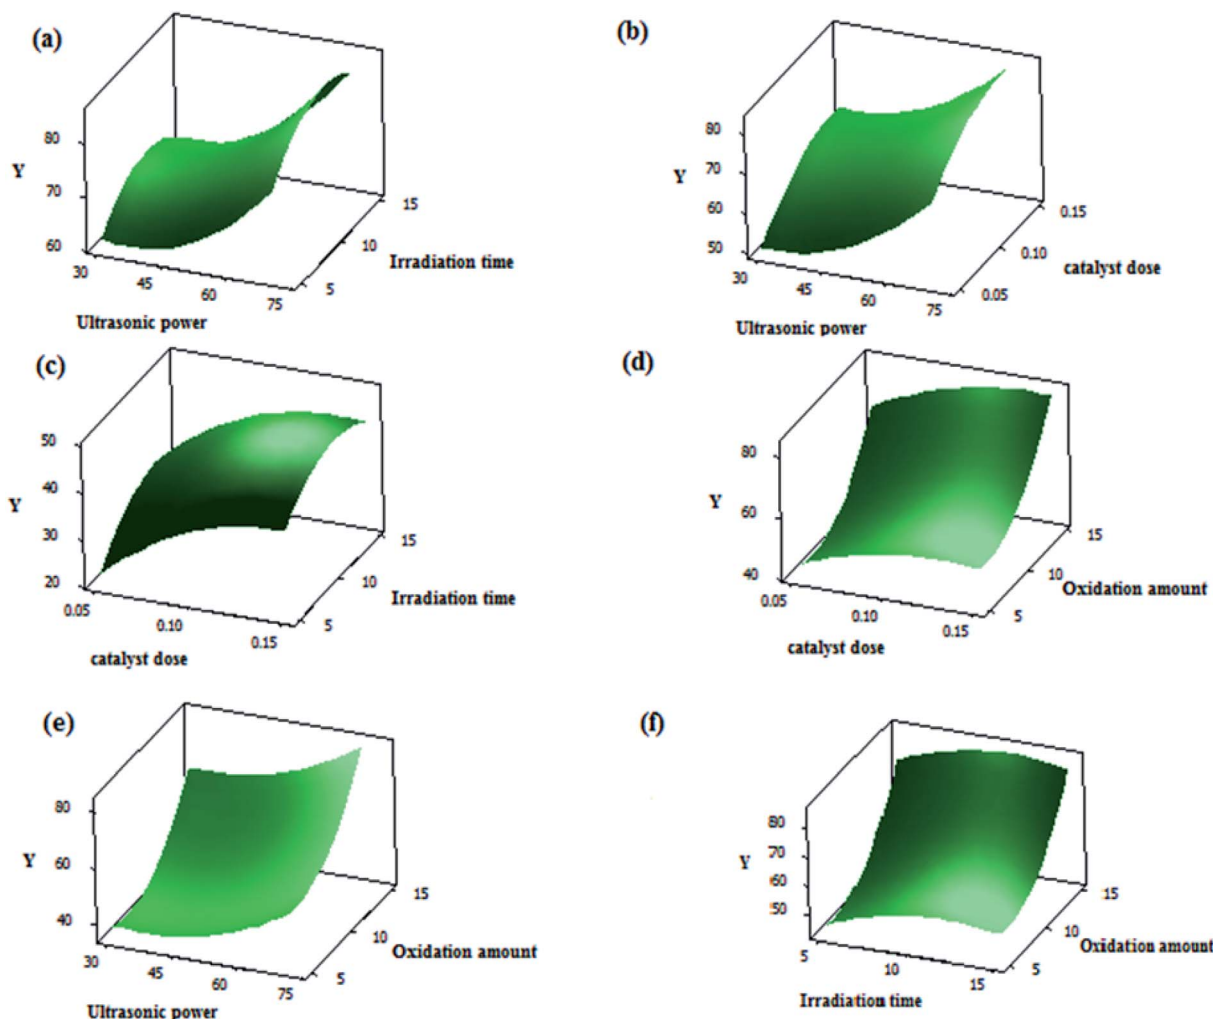 (a)
80
Y
70
60
30
45
60
75
5
10
15
Irradiation time
Ultrasonic power
(b)
80
70
Y
60
50
30
45
60
75
0.05
0.10
0.15
catalyst dose
Ultrasonic power
(c)
50
40
Y
30
20
0.05
0.10
0.15
5
10
15
Irradiation time
catalyst dose
(d)
80
Y
60
40
0.05
0.10
0.15
5
10
15
Oxidation amount
catalyst dose
(e)
80
Y
60
40
30
45
60
75
5
10
15
Oxidation amount
Ultrasonic power
(f)
80
70
Y
60
50
5
10
15
5
10
15
Oxidation amount
Irradiation time